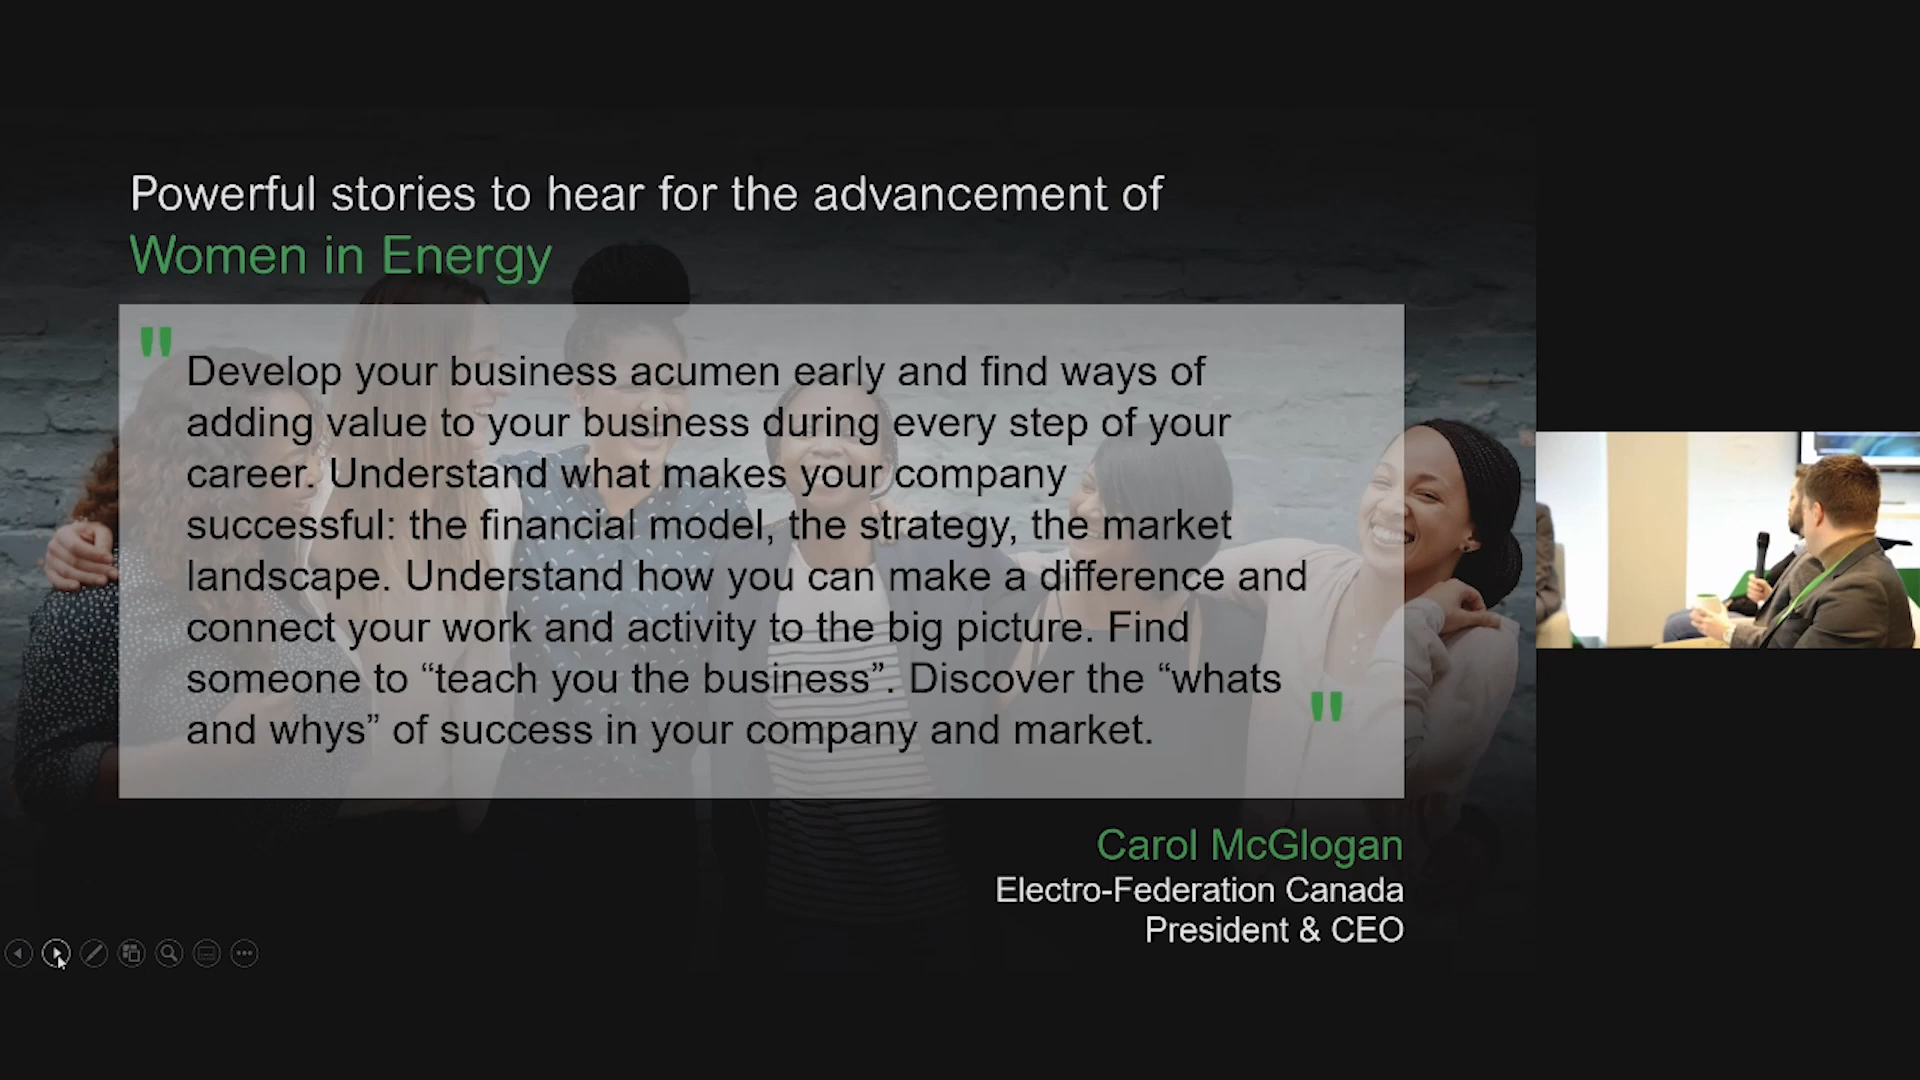 Powerful stories to hear for the advancement of
Women in Energy
"
Develop your business acumen early and find ways of
adding value to your business during every step of your
career. Understand what makes your company
successful: the financial model, the strategy, the market
landscape. Understand how you can make a difference and
connect your work and activity to the big picture. Find
someone to “teach you the business”. Discover the “whats
and whys” of success in your company and market.
"
Carol McGlogan
Electro-Federation Canada
President & CEO